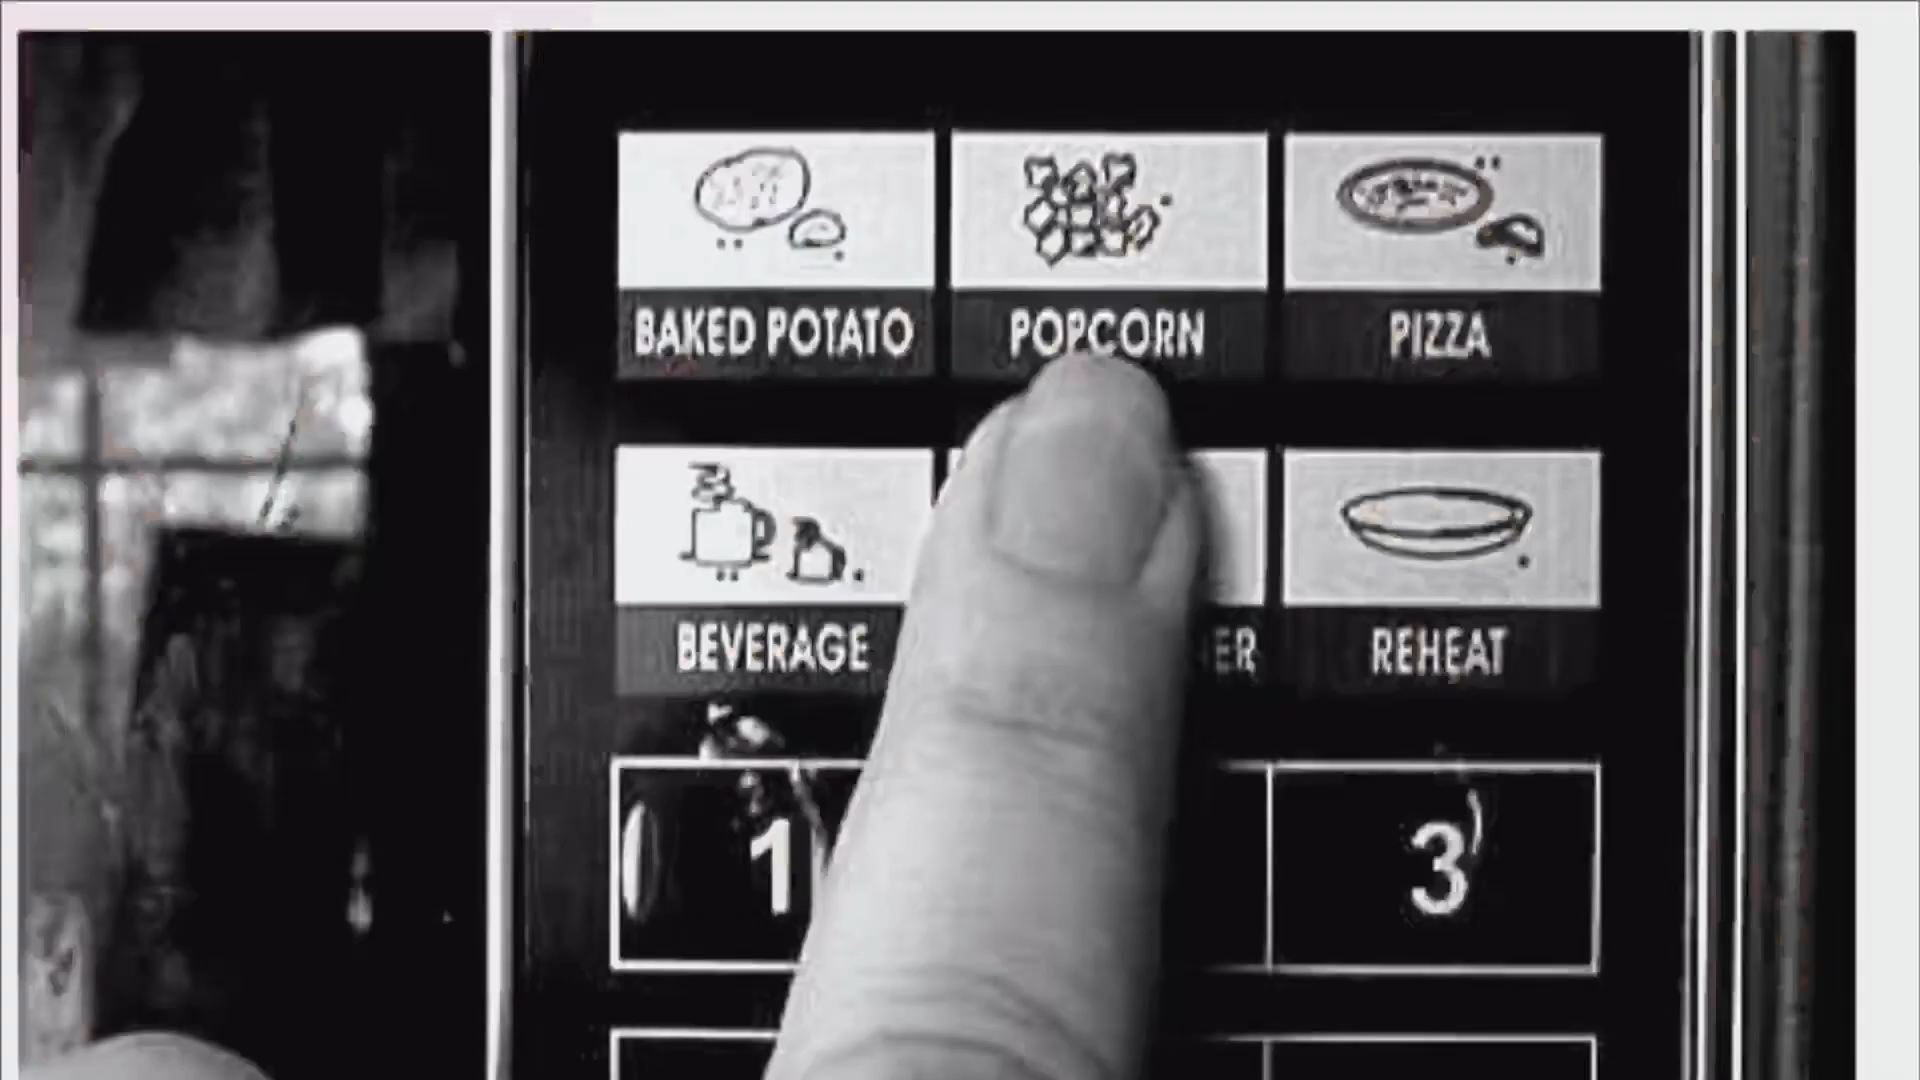 BAKED POTATO
POPCORN
PIZZA
BEVERAGE
REHEAT
1
3